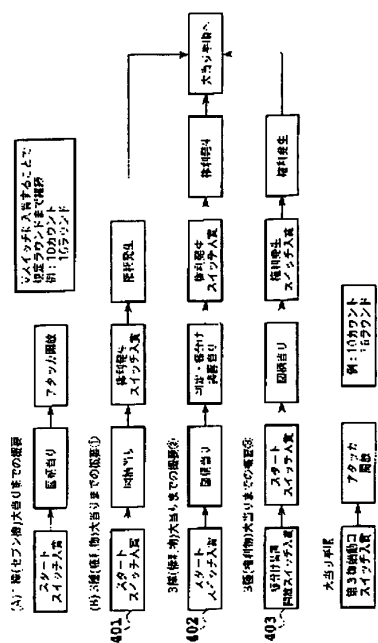 (A)1種(セブン機)大当りまでの概要
スタート
スイッチ入賞
図柄当り
アタッカ開放
Vスイッチに入賞することで
規定ラウンドまで継続
例：10カウント
16ラウンド
(B)3種(権利物)大当りまでの概要①
401
スタート
スイッチ入賞
図柄当り
権利発生
スイッチ入賞
権利発生
3種(権利物)大当りまでの概要②
402
スタート
スイッチ入賞
図柄当り
振分け
装置当り
権利発生
スイッチ入賞
権利発生
大当り手順へ
3種(権利物)大当りまでの概要③
403
振分け装置
開放スイッチ入賞
スタート
スイッチ入賞
図柄当り
権利発生
スイッチ入賞
権利発生
大当り手順
第3種始動口
スイッチ入賞
アタッカ
開放
例：10カウント
16ラウンド